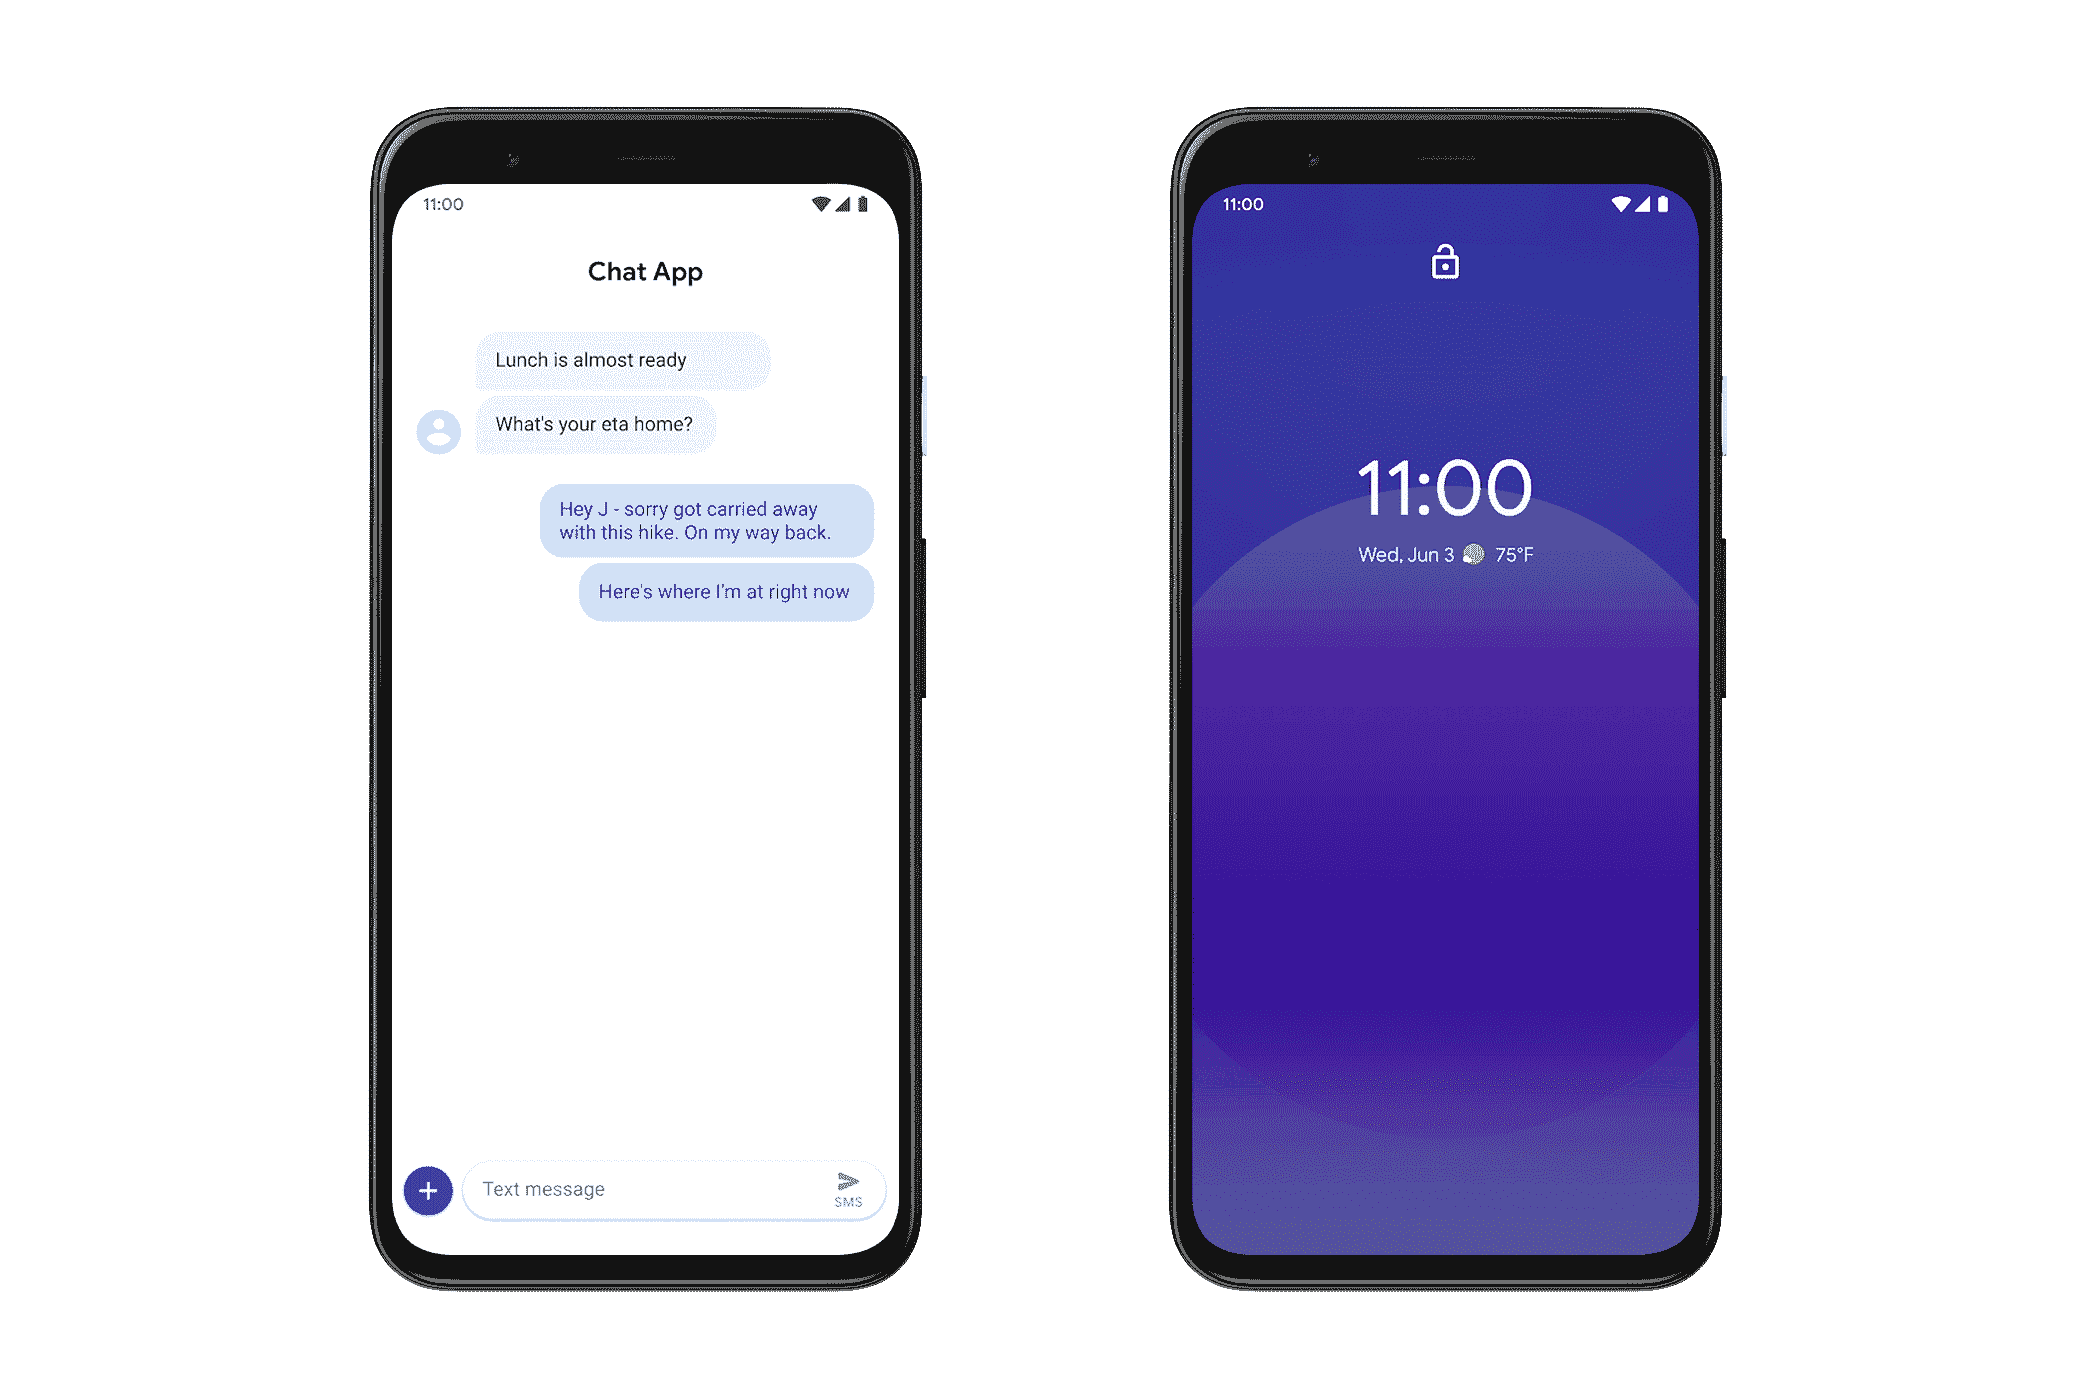 11:00
Chat App
Lunch is almost ready
What's your eta home?
Hey J - sorry got carried away
with this hike. On my way back.
Here's where I'm at right now
Text message
SMS
11:00
11:00
Wed, Jun 3 75°F